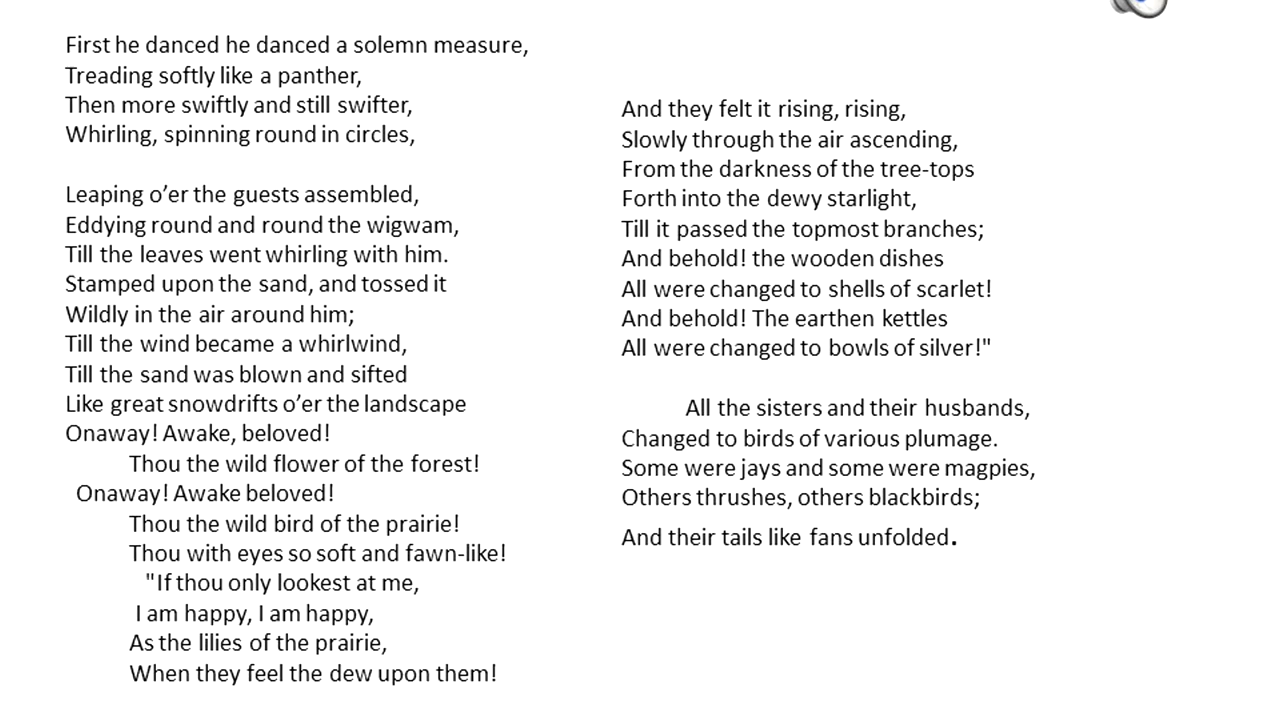 First he danced he danced a solemn measure,
Treading softly like a panther,
Then more swiftly and still swifter,
Whirling, spinning round in circles,
Leaping o’er the guests assembled,
Eddying round and round the wigwam,
Till the leaves went whirling with him.
Stamped upon the sand, and tossed it
Wildly in the air around him;
Till the wind became a whirlwind,
Till the sand was blown and sifted
Like great snowdrifts o’er the landscape
Onaway! Awake, beloved!
Thou the wild flower of the forest!
Onaway! Awake beloved!
Thou the wild bird of the prairie!
Thou with eyes so soft and fawn-like!
"If thou only lookest at me,
I am happy, I am happy,
As the lilies of the prairie,
When they feel the dew upon them!
And they felt it rising, rising,
Slowly through the air ascending,
From the darkness of the tree-tops
Forth into the dewy starlight,
Till it passed the topmost branches;
And behold! the wooden dishes
All were changed to shells of scarlet!
And behold! The earthen kettles
All were changed to bowls of silver!"
All the sisters and their husbands,
Changed to birds of various plumage.
Some were jays and some were magpies,
Others thrushes, others blackbirds;
And their tails like fans unfolded.